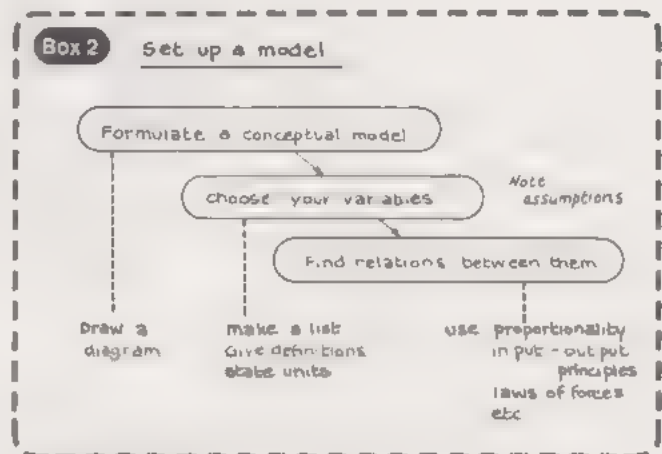 Box 2
Set up a model
Formulate a conceptual model
Choose your variables
Note
assumptions
Find relations between them
Draw a
diagram
make a list
Give definitions
state units
use proportionality
in put - out put
principles
laws of forces
etc